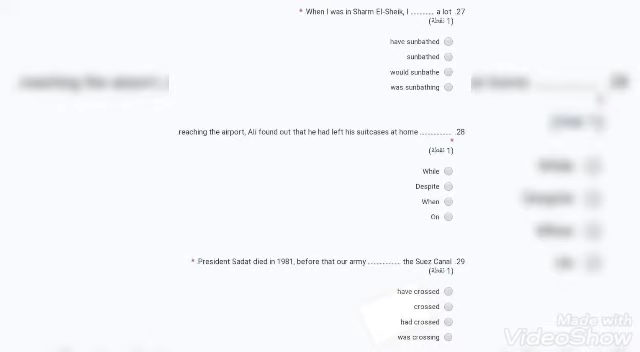 27. When I was in Sharm El-Sheik, I ............ a lot. *
(1 نقطة)
have sunbathed
sunbathed
would sunbathe
was sunbathing
28. ................ reaching the airport, Ali found out that he had left his suitcases at home.
*
(1 نقطة)
While
Despite
When
On
29. President Sadat died in 1981, before that our army ................ the Suez Canal. *
(1 نقطة)
have crossed
crossed
had crossed
was crossing
Made with
VideoShow